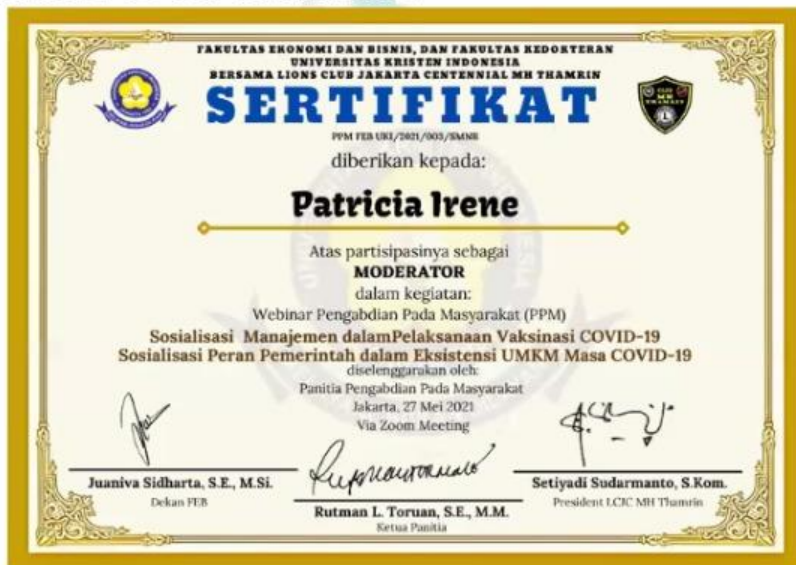 FAKULTAS EKONOMI DAN BISNIS, DAN FAKULTAS KEDOKTERAN
UNIVERSITAS KRISTEN INDONESIA
BERSAMA LIONS CLUB JAKARTA CENTENNIAL MH THAMRIN
SERTIFIKAT
PPM FEB UKI/2021/003/SMNR
diberikan kepada:
Patricia Irene
Atas partisipasinya sebagai
MODERATOR
dalam kegiatan:
Webinar Pengabdian Pada Masyarakat (PPM)
Sosialisasi Manajemen dalamPelaksanaan Vaksinasi COVID-19
Sosialisasi Peran Pemerintah dalam Eksistensi UMKM Masa COVID-19
diselenggarakan oleh:
Panitia Pengabdian Pada Masyarakat
Jakarta, 27 Mei 2021
Via Zoom Meeting
Juaniva Sidharta, S.E., M.Si.
Dekan FEB
Rutman L. Toruan, S.E., M.M.
Ketua Panitia
Setiyadi Sudarmanto, S.Kom.
President LCJC MH Thamrin